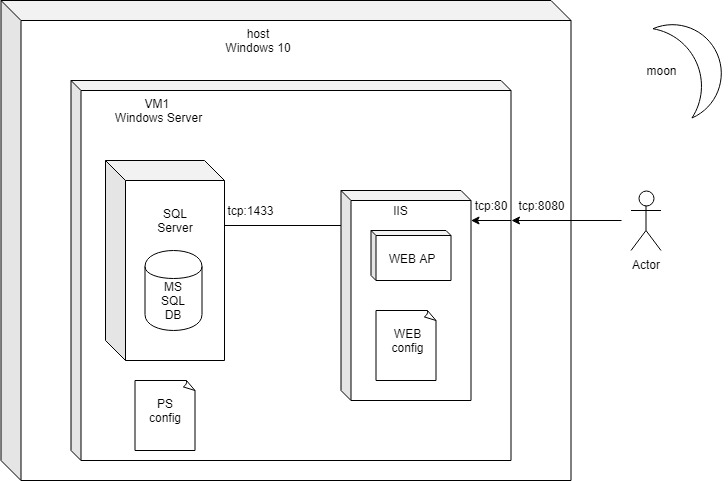 host
Windows 10
moon
VM1
Windows Server
SQL
Server
tcp:1433
IIS
tcp:80
tcp:8080
WEB AP
MS
SQL
DB
Actor
WEB
config
PS
config